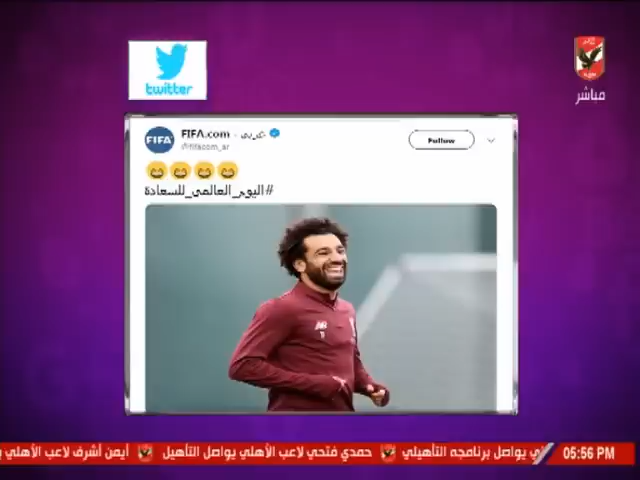 twitter
مباشر
FIFA
FIFA.com - عربي
@fifacom_ar
Follow
#اليوم_العالمي_للسعادة
ي يواصل برنامجه التأهيلي
حمدي فتحي لاعب الأهلي يواصل التأهيل
أيمن أشرف لاعب الأهلي
05:56 PM